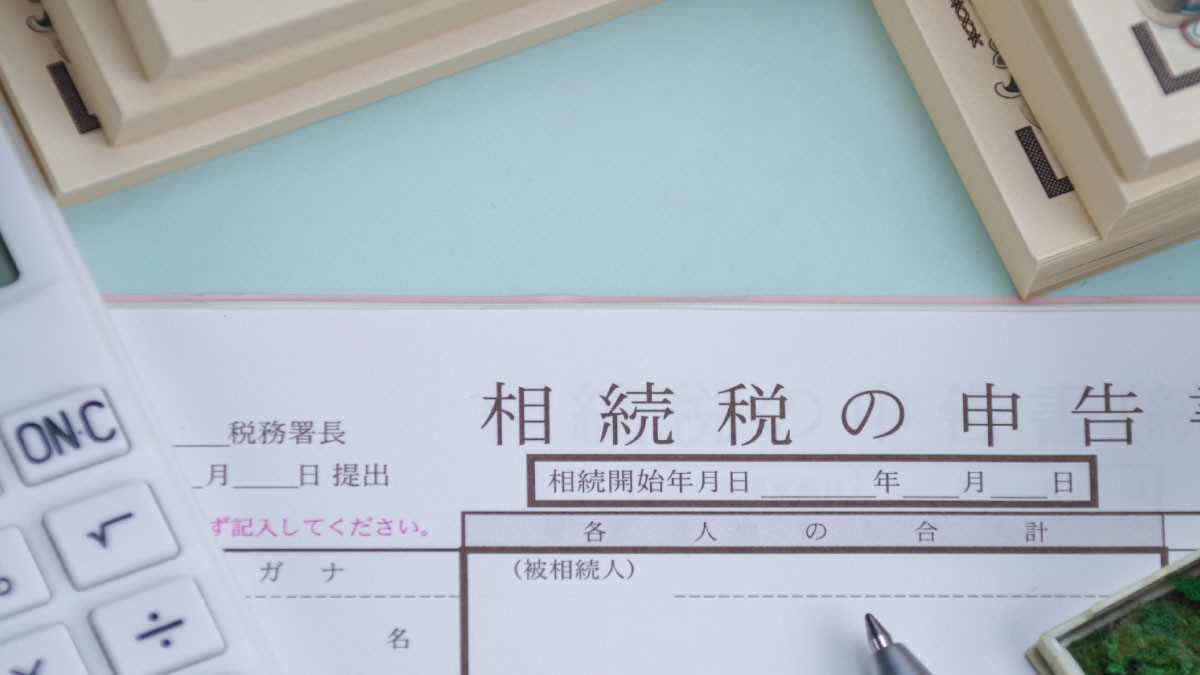 ON・C
√
÷
相続税の申告
税務署長
月 日 提出
相続開始年月日 年 月 日
ず記入してください。
各人の合計
ガナ
(被相続人)
名